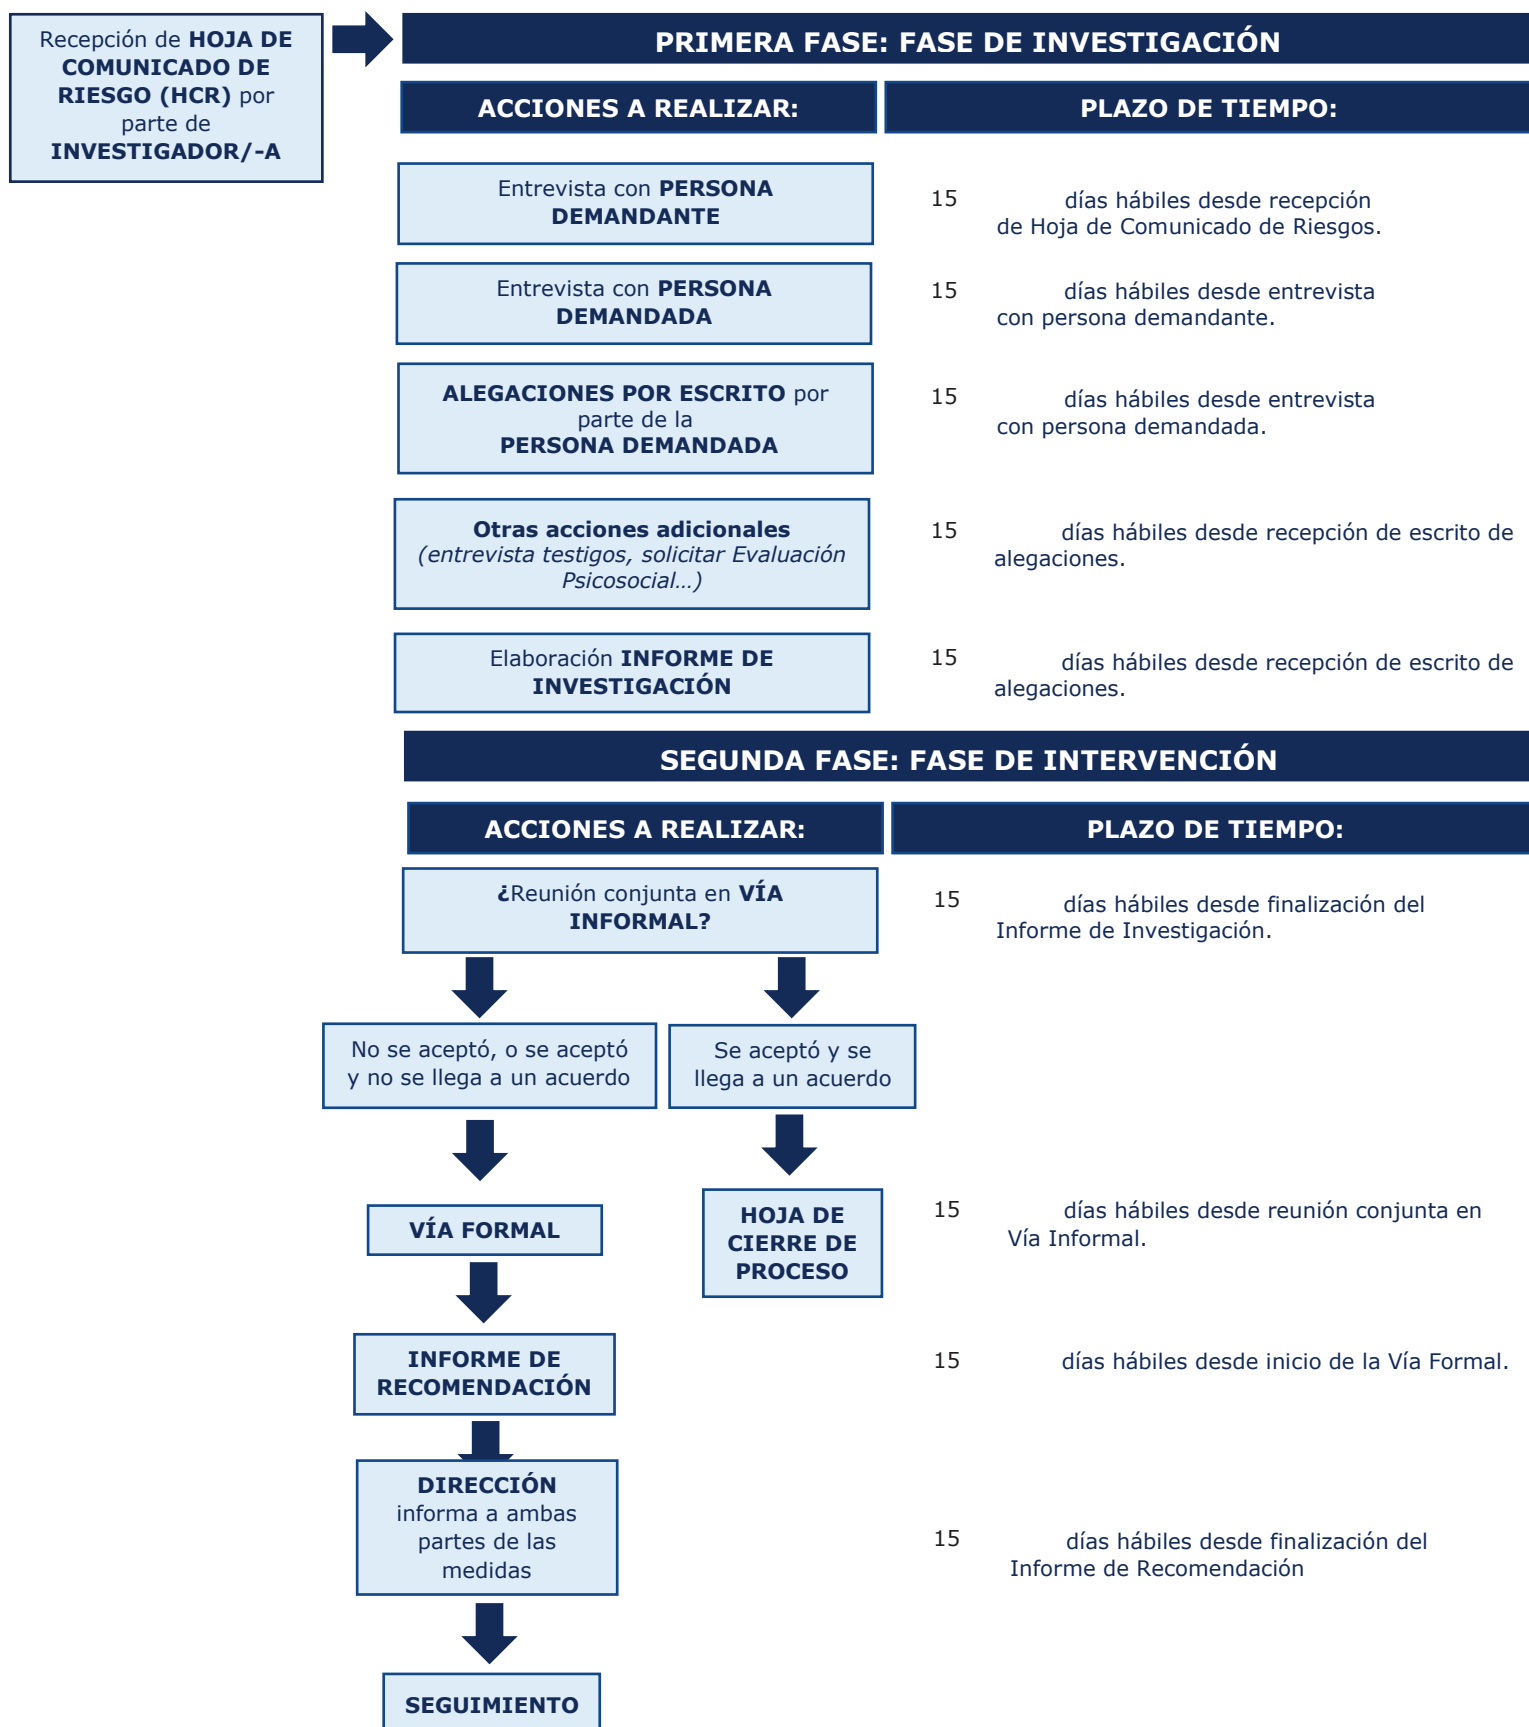 Recepción de HOJA DE
COMUNICADO DE
RIESGO (HCR) por
parte de
INVESTIGADOR/-A
PRIMERA FASE: FASE DE INVESTIGACIÓN
ACCIONES A REALIZAR:
PLAZO DE TIEMPO:
Entrevista con PERSONA
DEMANDANTE
15 días hábiles desde recepción
de Hoja de Comunicado de Riesgos.
Entrevista con PERSONA
DEMANDADA
15 días hábiles desde entrevista
con persona demandante.
ALEGACIONES POR ESCRITO por
parte de la
PERSONA DEMANDADA
15 días hábiles desde entrevista
con persona demandada.
Otras acciones adicionales
(entrevista testigos, solicitar Evaluación
Psicosocial…)
15 días hábiles desde recepción de escrito de
alegaciones.
Elaboración INFORME DE
INVESTIGACIÓN
15 días hábiles desde recepción de escrito de
alegaciones.
SEGUNDA FASE: FASE DE INTERVENCIÓN
ACCIONES A REALIZAR:
PLAZO DE TIEMPO:
¿Reunión conjunta en VÍA
INFORMAL?
15 días hábiles desde finalización del
Informe de Investigación.
No se aceptó, o se aceptó
y no se llega a un acuerdo
Se aceptó y se
llega a un acuerdo
VÍA FORMAL
HOJA DE
CIERRE DE
PROCESO
15 días hábiles desde reunión conjunta en
Vía Informal.
INFORME DE
RECOMENDACIÓN
15 días hábiles desde inicio de la Vía Formal.
DIRECCIÓN
informa a ambas
partes de las
medidas
15 días hábiles desde finalización del
Informe de Recomendación
SEGUIMIENTO